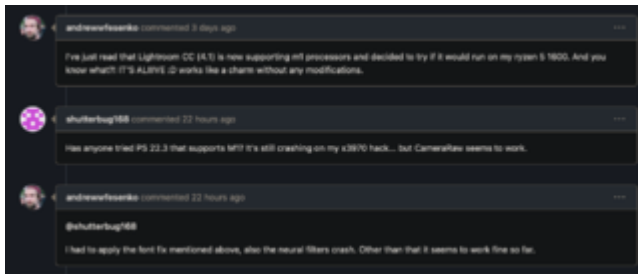 andrewwfesenko commented 3 days ago
I've just read that Lightroom CC (4.1) is now supporting m1 processors and decided to try if it would run on my ryzen 5 1600. And you
know what?! IT'S ALIIIVE :D works like a charm without any modifications.
shutterbug168 commented 22 hours ago
Has anyone tried PS 22.3 that supports M1? It's still crashing on my x3970 hack... but CameraRaw seems to work.
andrewwfesenko commented 22 hours ago
@shutterbug168
I had to apply the font fix mentioned above, also the neural filters crash. Other than that it seems to work fine so far.